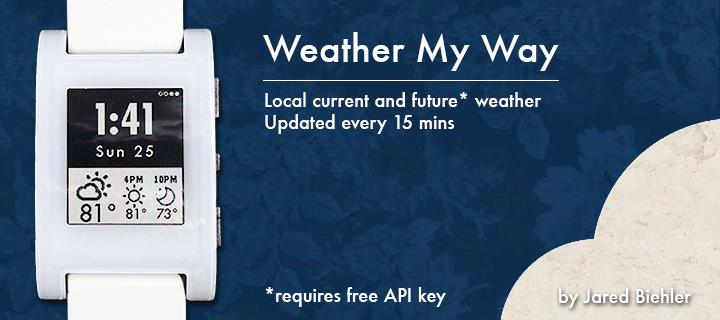 Weather My Way
Local current and future* weather
Updated every 15 mins
1:41
Sun 25
4PM 10PM
81° 81° 73°
*requires free API key
by Jared Biehler